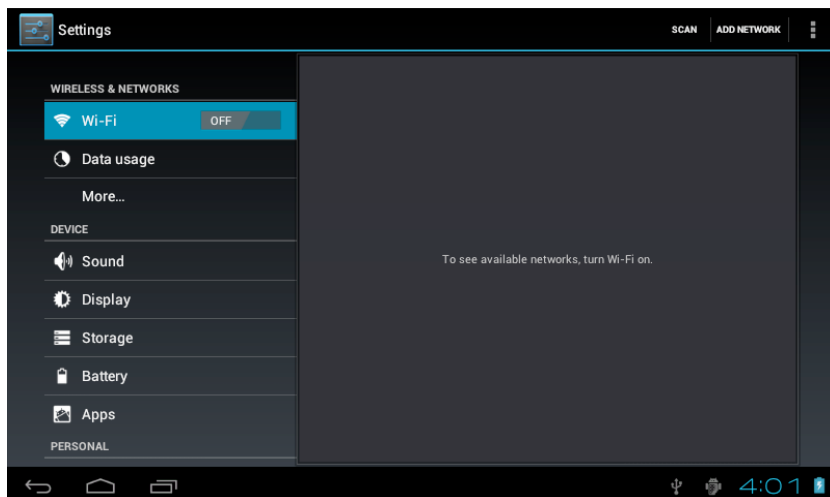 Settings
SCAN
ADD NETWORK
WIRELESS & NETWORKS
Wi-Fi OFF
Data usage
More...
DEVICE
Sound
Display
Storage
Battery
Apps
PERSONAL
To see available networks, turn Wi-Fi on.
4:01